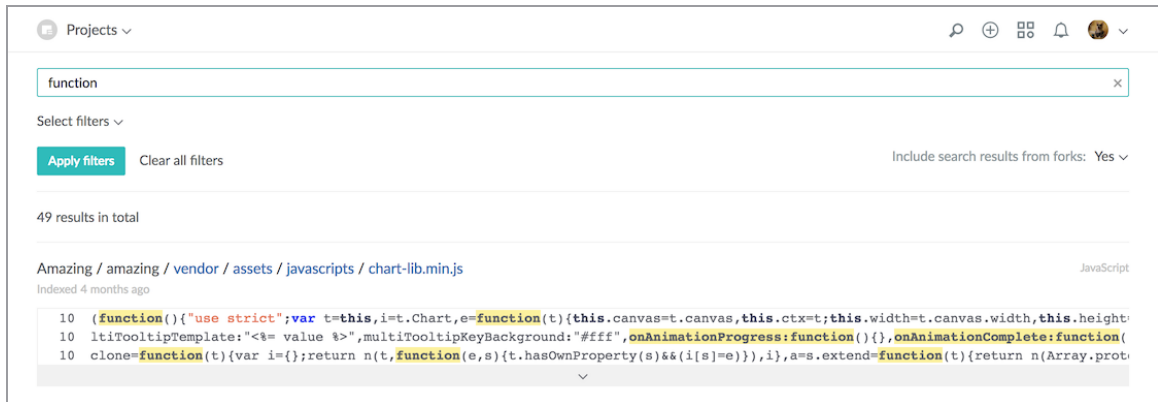 Projects
function
Select filters
Apply filters Clear all filters Include search results from forks: Yes
49 results in total
Amazing / amazing / vendor / assets / javascripts / chart-lib.min.js JavaScript
Indexed 4 months ago
10 (function(){"use strict";var t=this,i=t.Chart,e=function(t){this.canvas=t.canvas,this.ctx=t;this.width=t.canvas.width,this.height
10 ltiTooltipTemplate:"<%= value %>",multiTooltipKeyBackground:"#fff",onAnimationProgress:function(){},onAnimationComplete:function(
10 clone=function(t){var i={};return n(t,function(e,s){t.hasOwnProperty(s)&&(i[s]=e)}),i},a=s.extend=function(t){return n(Array.prot